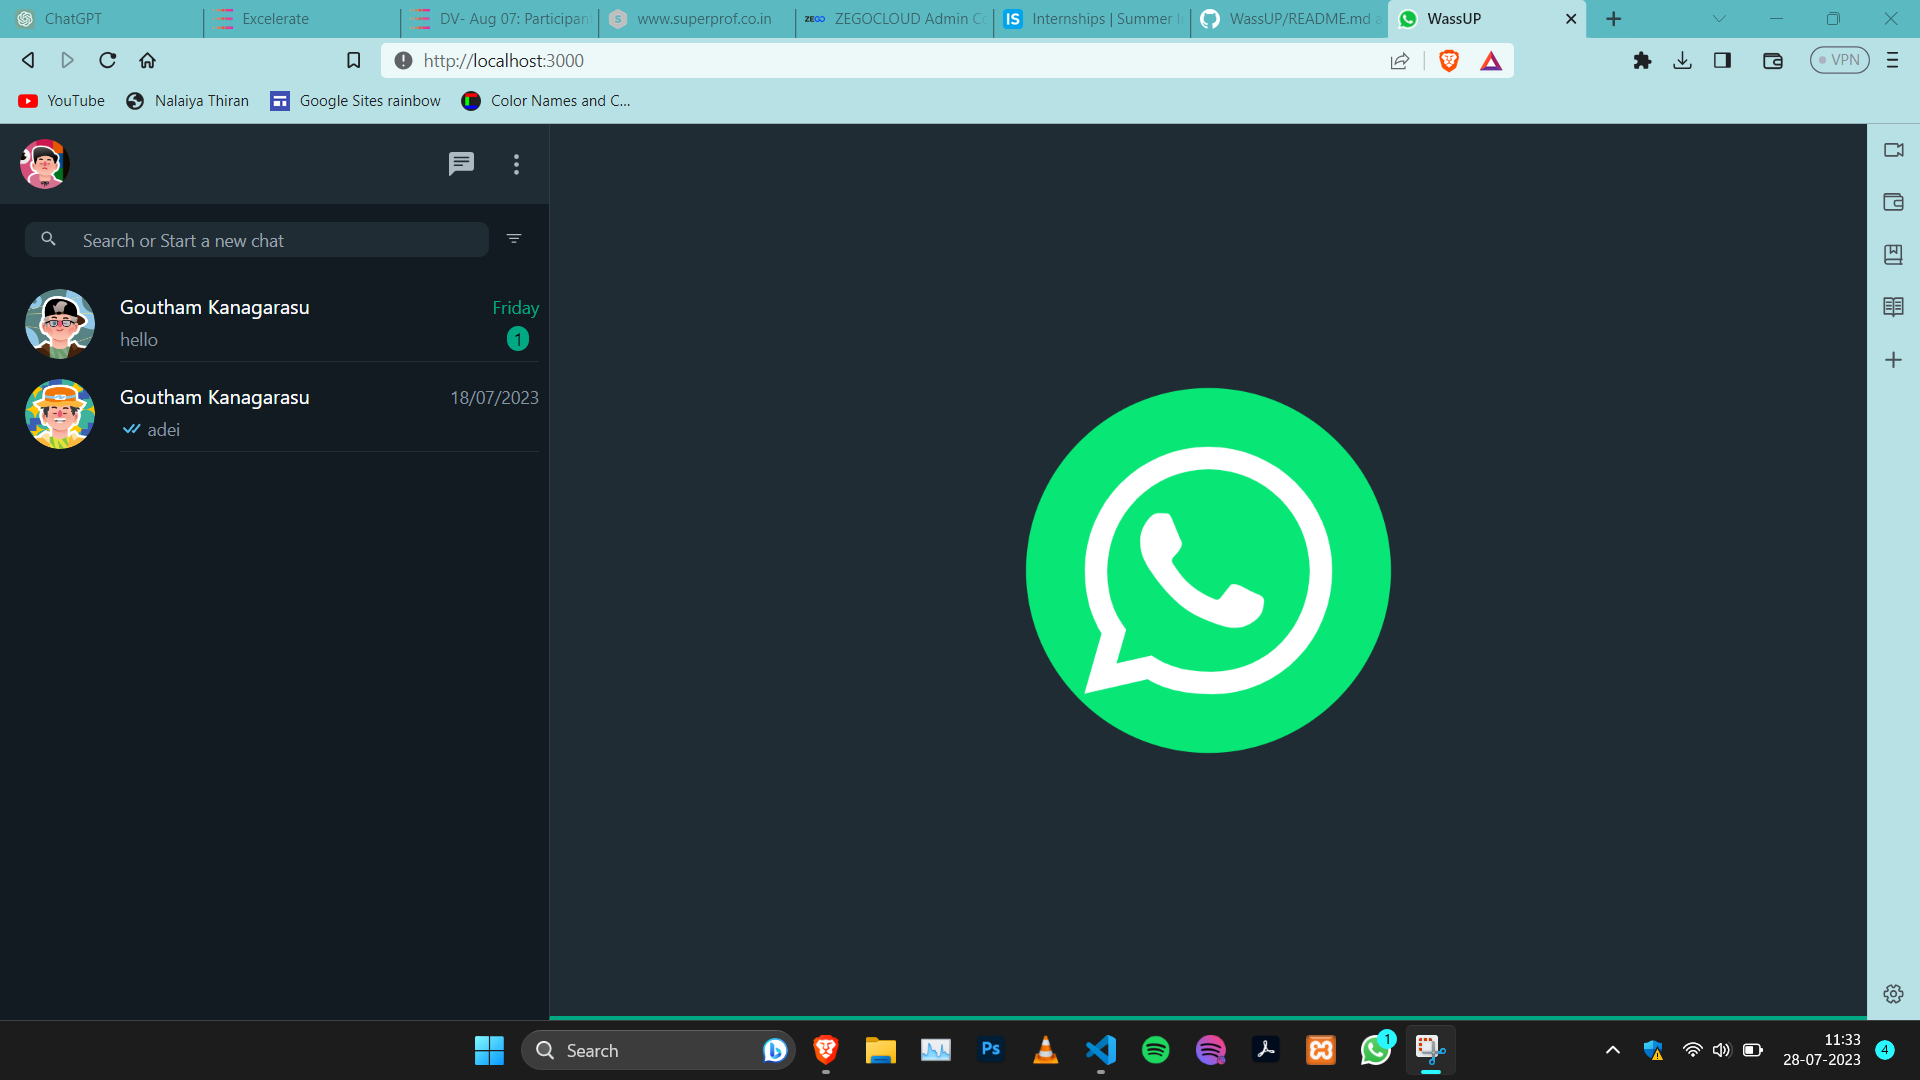 ChatGPT
Excelerate
DV- Aug 07: Participan
www.superprof.co.in
ZEGOCLOUD Admin Co
Internships | Summer I
WassUP/README.md a
WassUP
http://localhost:3000
VPN
YouTube
Nalaiya Thiran
Google Sites rainbow
Color Names and C...
Search or Start a new chat
Goutham Kanagarasu
Friday
hello
1
Goutham Kanagarasu
18/07/2023
adei
Search
Ps
1
11:33
28-07-2023
4